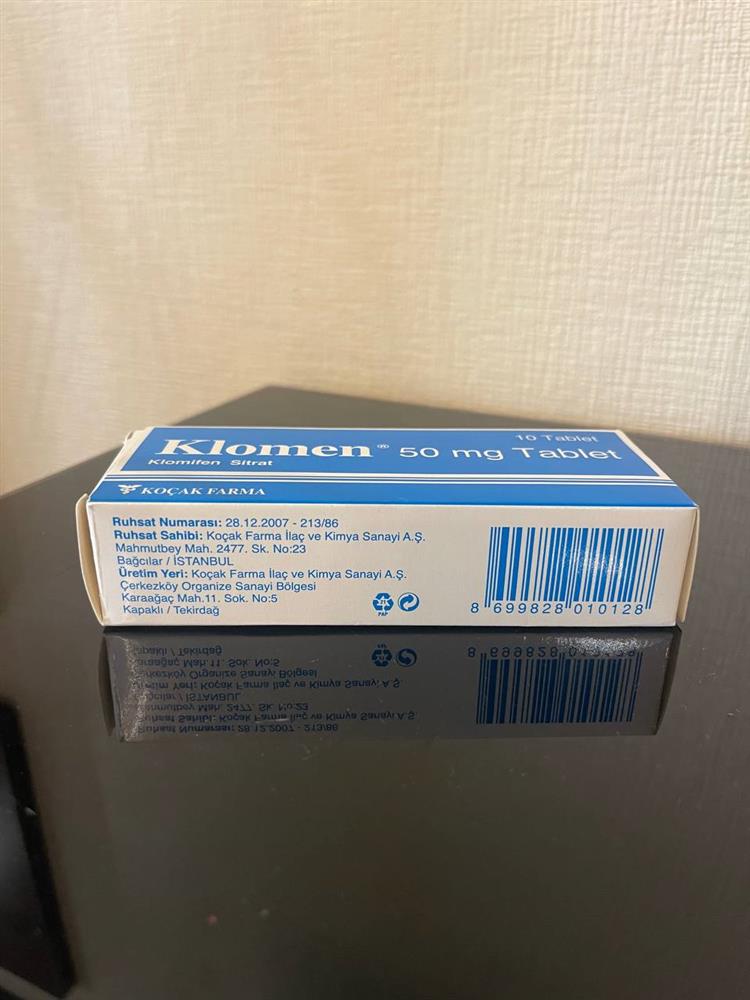 10 Tablet
Klomen® 50 mg Tablet
Klomifen Sitrat
KOÇAK FARMA
Ruhsat Numarası: 28.12.2007 - 213/86
Ruhsat Sahibi: Koçak Farma İlaç ve Kimya Sanayi A.Ş.
Mahmutbey Mah. 2477. Sk. No:23
Bağcılar / İSTANBUL
Üretim Yeri: Koçak Farma İlaç ve Kimya Sanayi A.Ş.
Çerkezköy Organize Sanayi Bölgesi
Karaağaç Mah.11. Sok. No:5
Kapaklı / Tekirdağ
PAP
8 699828 010128